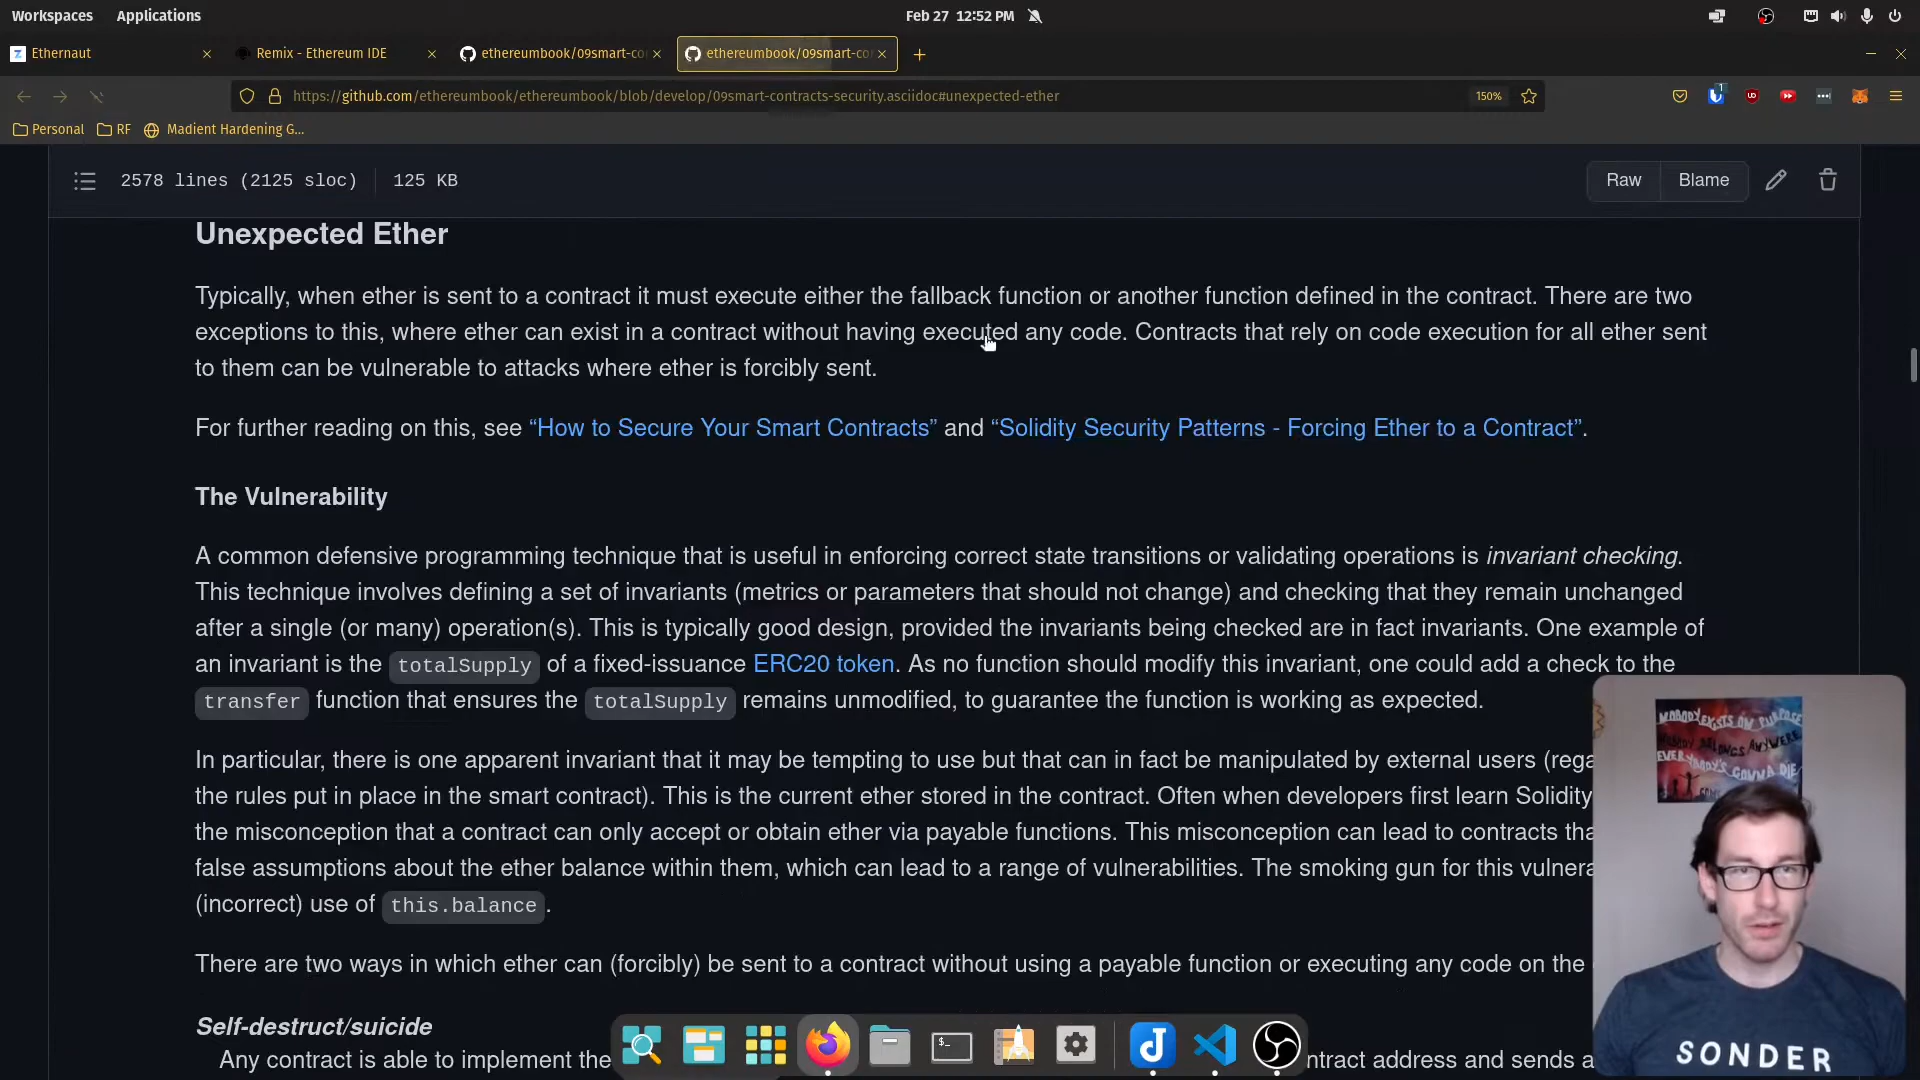 Workspaces Applications Feb 27 12:52 PM
Ethernaut Remix - Ethereum IDE ethereumbook/09smart-co ethereumbook/09smart-co
https://github.com/ethereumbook/ethereumbook/blob/develop/09smart-contracts-security.asciidoc#unexpected-ether 150%
Personal RF Madient Hardening G...
2578 lines (2125 sloc) 125 KB Raw Blame
Unexpected Ether
Typically, when ether is sent to a contract it must execute either the fallback function or another function defined in the contract. There are two
exceptions to this, where ether can exist in a contract without having executed any code. Contracts that rely on code execution for all ether sent
to them can be vulnerable to attacks where ether is forcibly sent.
For further reading on this, see “How to Secure Your Smart Contracts” and “Solidity Security Patterns - Forcing Ether to a Contract”.
The Vulnerability
A common defensive programming technique that is useful in enforcing correct state transitions or validating operations is invariant checking.
This technique involves defining a set of invariants (metrics or parameters that should not change) and checking that they remain unchanged
after a single (or many) operation(s). This is typically good design, provided the invariants being checked are in fact invariants. One example of
an invariant is the totalSupply of a fixed-issuance ERC20 token. As no function should modify this invariant, one could add a check to the
transfer function that ensures the totalSupply remains unmodified, to guarantee the function is working as expected.
In particular, there is one apparent invariant that it may be tempting to use but that can in fact be manipulated by external users (rega
the rules put in place in the smart contract). This is the current ether stored in the contract. Often when developers first learn Solidity
the misconception that a contract can only accept or obtain ether via payable functions. This misconception can lead to contracts tha
false assumptions about the ether balance within them, which can lead to a range of vulnerabilities. The smoking gun for this vulnera
(incorrect) use of this.balance.
There are two ways in which ether can (forcibly) be sent to a contract without using a payable function or executing any code on the
Self-destruct/suicide
Any contract is able to implement the ntract address and sends a
NOBODY EXISTS ON PURPOSE
NOBODY BELONGS ANYWHERE
EVERYBODY'S GONNA DIE
SONDER